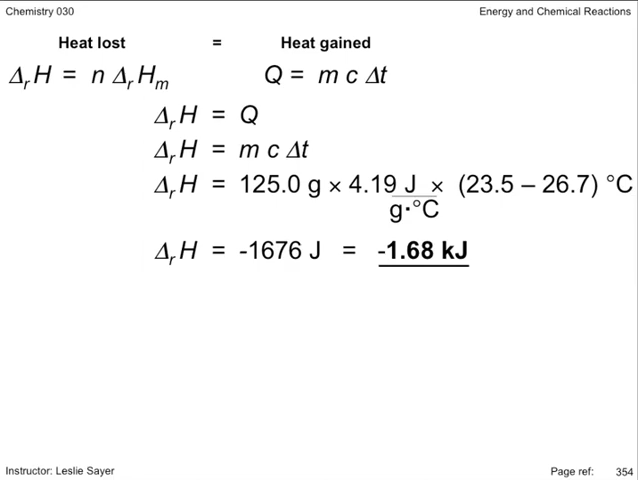 Chemistry 030 Energy and Chemical Reactions
Heat lost = Heat gained
ΔrH = n ΔrHm Q = m c Δt
ΔrH = Q
ΔrH = m c Δt
ΔrH = 125.0 g × 4.19 J × (23.5 – 26.7) °C
g·°C
ΔrH = -1676 J = -1.68 kJ
Instructor: Leslie Sayer Page ref: 354